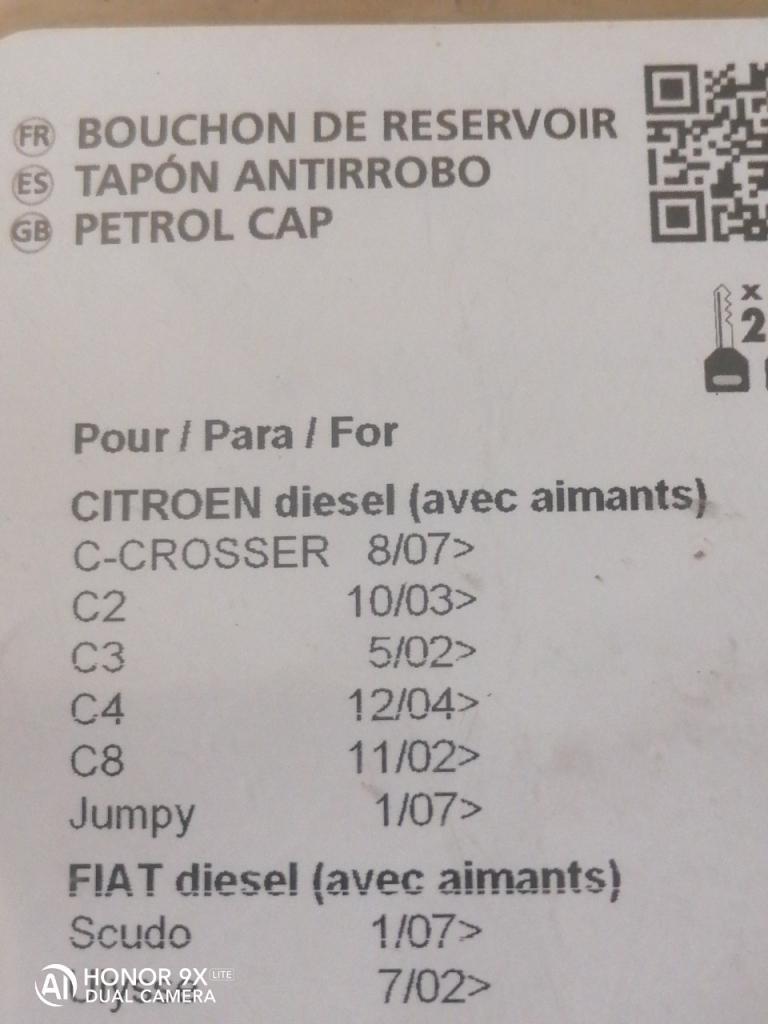 FR BOUCHON DE RESERVOIR
ES TAPÓN ANTIRROBO
GB PETROL CAP
x
2
Pour / Para / For
CITROEN diesel (avec aimants)
C-CROSSER 8/07>
C2 10/03>
C3 5/02>
C4 12/04>
C8 11/02>
Jumpy 1/07>
FIAT diesel (avec aimants)
Scudo 1/07>
7/02>
AI HONOR 9X LITE
DUAL CAMERA